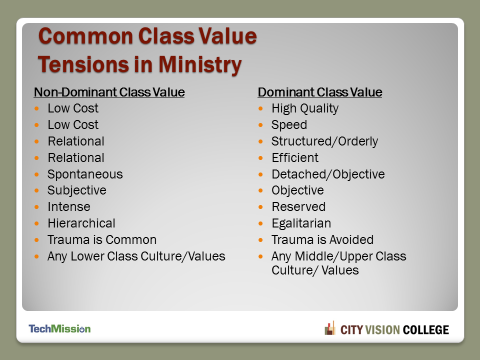 Common Class Value
Tensions in Ministry
Non-Dominant Class Value
Low Cost
Low Cost
Relational
Relational
Spontaneous
Subjective
Intense
Hierarchical
Trauma is Common
Any Lower Class Culture/Values
Dominant Class Value
High Quality
Speed
Structured/Orderly
Efficient
Detached/Objective
Objective
Reserved
Egalitarian
Trauma is Avoided
Any Middle/Upper Class
Culture/ Values
TechMission
CITY VISION COLLEGE